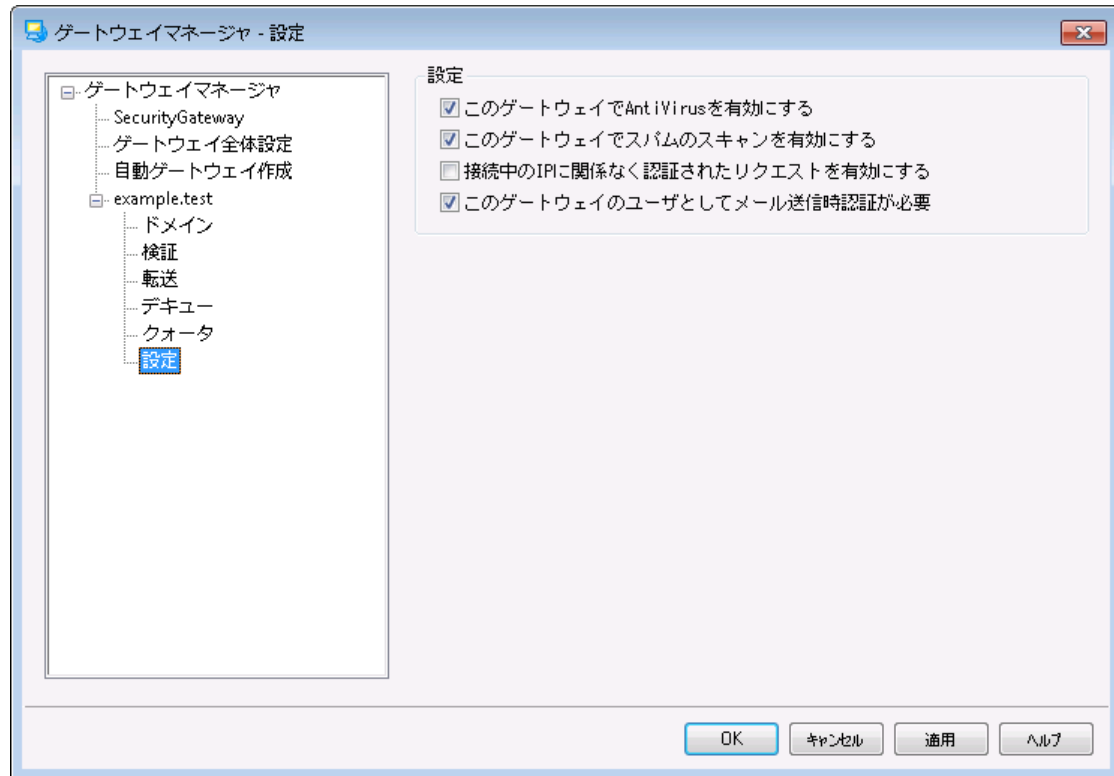 ゲートウェイマネージャ - 設定
ゲートウェイマネージャ
SecurityGateway
ゲートウェイ全体設定
自動ゲートウェイ作成
example.test
ドメイン
検証
転送
デキュー
クォータ
設定
設定
このゲートウェイでAntiVirusを有効にする
このゲートウェイでスパムのスキャンを有効にする
接続中のIPに関係なく認証されたリクエストを有効にする
このゲートウェイのユーザとしてメール送信時認証が必要
OK
キャンセル
適用
ヘルプ